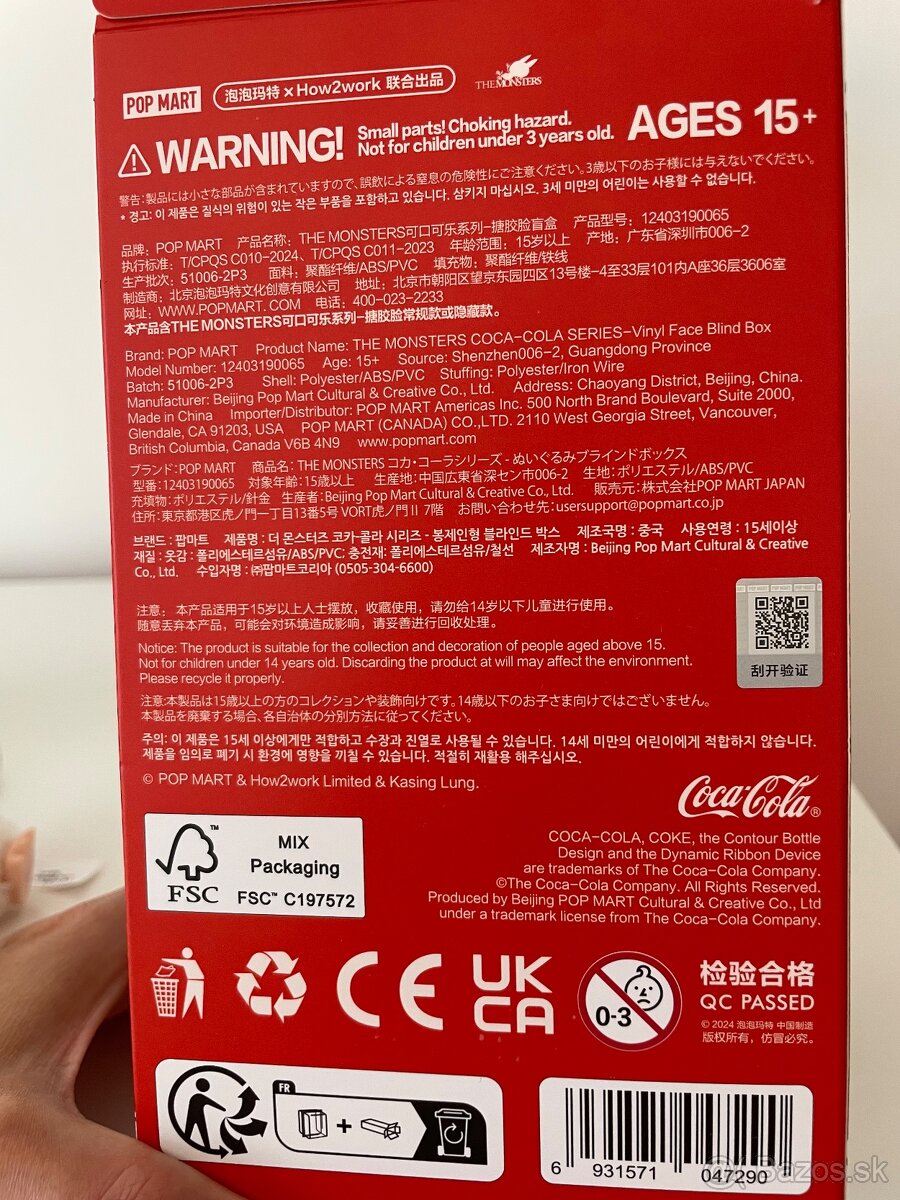 POP MART 泡泡玛特×How2work 联合出品 THE MONSTERS
WARNING! Small parts! Choking hazard.
Not for children under 3 years old. AGES 15+
警告:製品には小さな部品が含まれていますので、誤飲による窒息の危険性にご注意ください。3歳以下のお子様には与えないでください。
* 경고: 이 제품은 질식의 위험이 있는 작은 부품을 포함하고 있습니다. 삼키지 마십시오. 3세 미만의 어린이는 사용할 수 없습니다.
品牌: POP MART 产品名称: THE MONSTERS可口可乐系列-搪胶脸盲盒 产品型号: 12403190065
执行标准: T/CPQS C010-2024、T/CPQS C011-2023 年龄范围: 15岁以上 产地: 广东省深圳市006-2
生产批次: 51006-2P3 面料: 聚酯纤维/ABS/PVC 填充物: 聚酯纤维/铁线
制造商: 北京泡泡玛特文化创意有限公司 地址: 北京市朝阳区望京东园四区13号楼-4至33层101内A座36层3606室
网址: WWW.POPMART.COM 电话: 400-023-2233
本产品含THE MONSTERS可口可乐系列-搪胶脸常规款或隐藏款。
Brand: POP MART Product Name: THE MONSTERS COCA-COLA SERIES-Vinyl Face Blind Box
Model Number: 12403190065 Age: 15+ Source: Shenzhen006-2, Guangdong Province
Batch: 51006-2P3 Shell: Polyester/ABS/PVC Stuffing: Polyester/Iron Wire
Manufacturer: Beijing Pop Mart Cultural & Creative Co., Ltd. Address: Chaoyang District, Beijing, China.
Made in China Importer/Distributor: POP MART Americas Inc. 500 North Brand Boulevard, Suite 2000,
Glendale, CA 91203, USA POP MART (CANADA) CO.,LTD. 2110 West Georgia Street, Vancouver,
British Columbia, Canada V6B 4N9 www.popmart.com
ブランド:POP MART 商品名: THE MONSTERS コカ・コーラシリーズ - ぬいぐるみブラインドボックス
型番:12403190065 対象年齢:15歳以上 生産地:中国広東省深セン市006-2 生地:ポリエステル/ABS/PVC
充填物:ポリエステル/針金 生産者:Beijing Pop Mart Cultural & Creative Co., Ltd. 販売元:株式会社POP MART JAPAN
住所:東京都港区虎ノ門一丁目13番5号 VORT虎ノ門Ⅱ 7階 お問い合わせ先:usersupport@popmart.co.jp
브랜드 : 팝마트 제품명 : 더 몬스터즈 코카-콜라 시리즈 - 봉제인형 블라인드 박스 제조국명 : 중국 사용연령 : 15세이상
재질 : 옷감 : 폴리에스테르섬유/ABS/PVC; 충전재: 폴리에스테르섬유/철선 제조자명 : Beijing Pop Mart Cultural & Creative
Co., Ltd. 수입자명 : ㈜팝마트코리아 (0505-304-6600)
注意: 本产品适用于15岁以上人士摆放,收藏使用,请勿给14岁以下儿童进行使用。
随意丢弃本产品,可能会对环境造成影响,请妥善进行回收处理。
Notice: The product is suitable for the collection and decoration of people aged above 15.
Not for children under 14 years old. Discarding the product at will may affect the environment.
Please recycle it properly.
刮开验证
注意:本製品は15歳以上の方のコレクションや装飾向けです。14歳以下のお子さま向けではございません。
本製品を廃棄する場合、各自治体の分別方法に従ってください。
주의: 이 제품은 15세 이상에게만 적합하고 수장과 진열로 사용될 수 있습니다. 14세 미만의 어린이에게 적합하지 않습니다.
제품을 임의로 폐기 시 환경에 영향을 끼칠 수 있습니다. 적절히 재활용 해주십시오.
© POP MART & How2work Limited & Kasing Lung.
Coca-Cola®
COCA-COLA, COKE, the Contour Bottle
Design and the Dynamic Ribbon Device
are trademarks of The Coca-Cola Company.
©The Coca-Cola Company. All Rights Reserved.
Produced by Beijing POP MART Cultural & Creative Co., Ltd
under a trademark license from The Coca-Cola Company.
FSC™
MIX
Packaging
FSC™ C197572
CE UK
CA
0-3
检验合格
QC PASSED
© 2024 泡泡玛特 中国制造
版权所有,仿冒必究。
FR
+
6 931571 047290
Bazos.sk